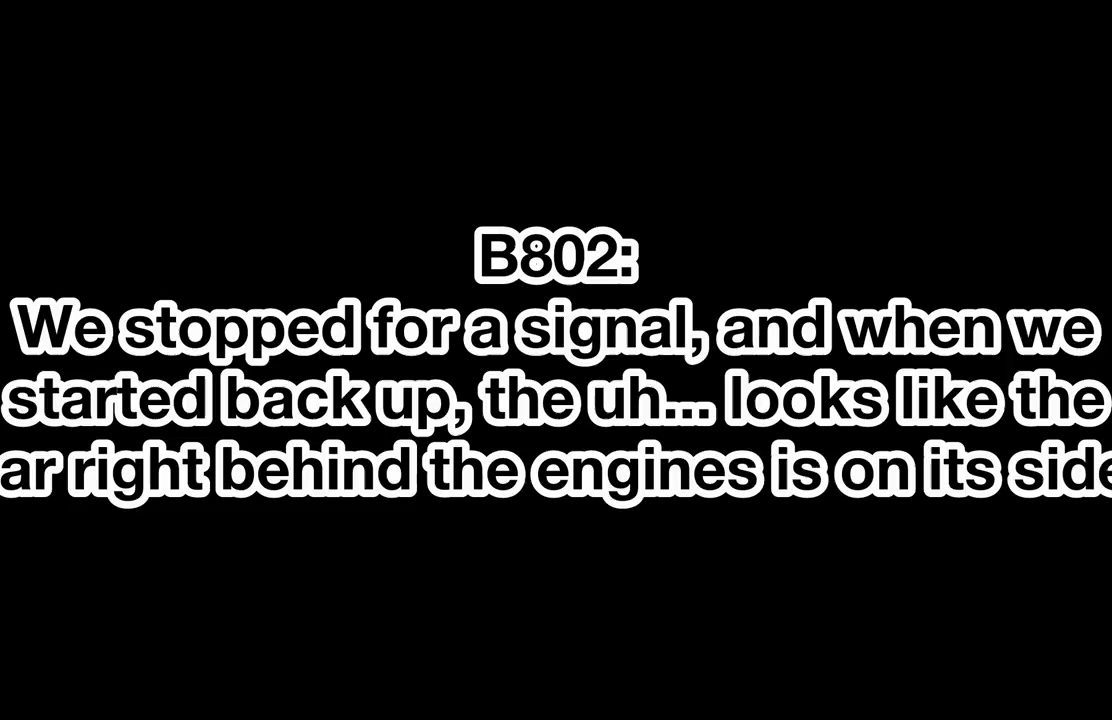 B802:
We stopped for a signal, and when we
started back up, the uh... looks like the
ar right behind the engines is on its side